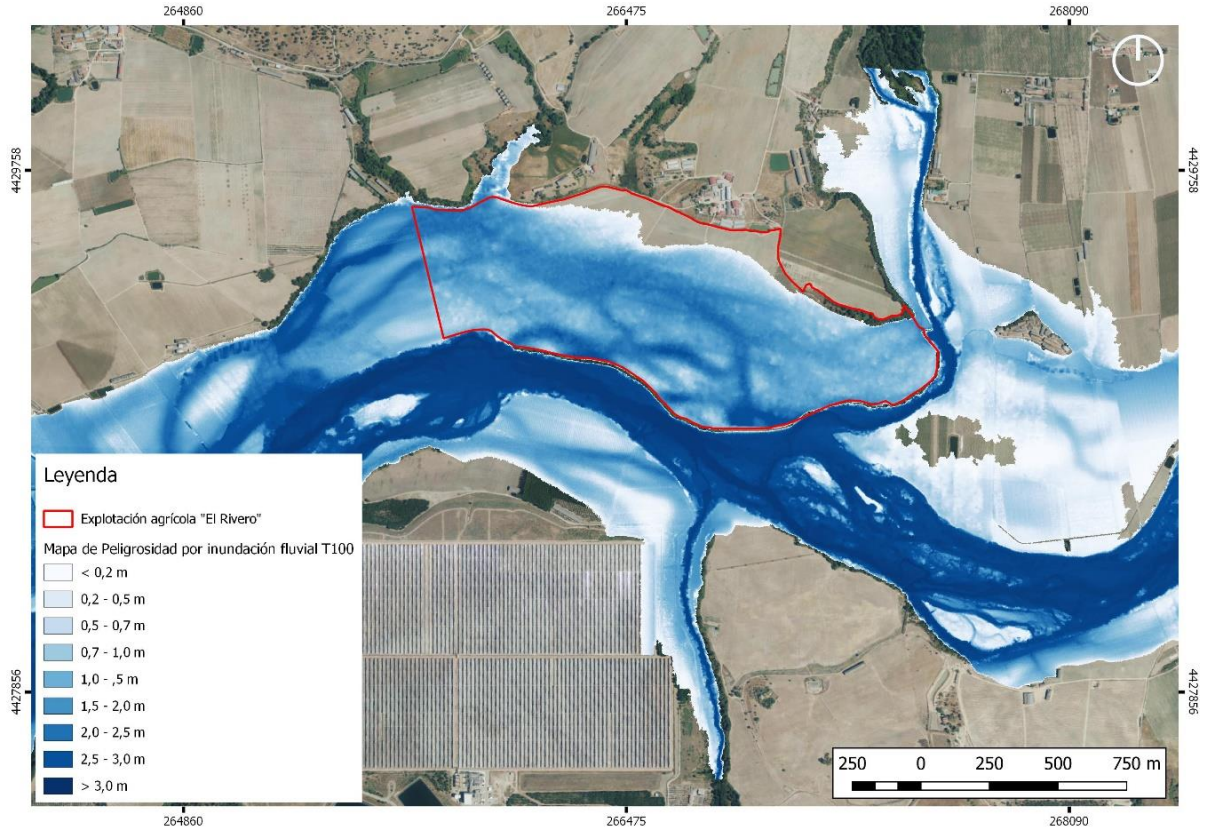 264860 266475 268090
4429758 4429758
Leyenda
Explotación agrícola "El Rivero"
Mapa de Peligrosidad por inundación fluvial T100
< 0,2 m
0,2 - 0,5 m
0,5 - 0,7 m
0,7 - 1,0 m
1,0 - ,5 m
1,5 - 2,0 m
2,0 - 2,5 m
2,5 - 3,0 m
> 3,0 m
4427856 4427856
250 0 250 500 750 m
264860 266475 268090